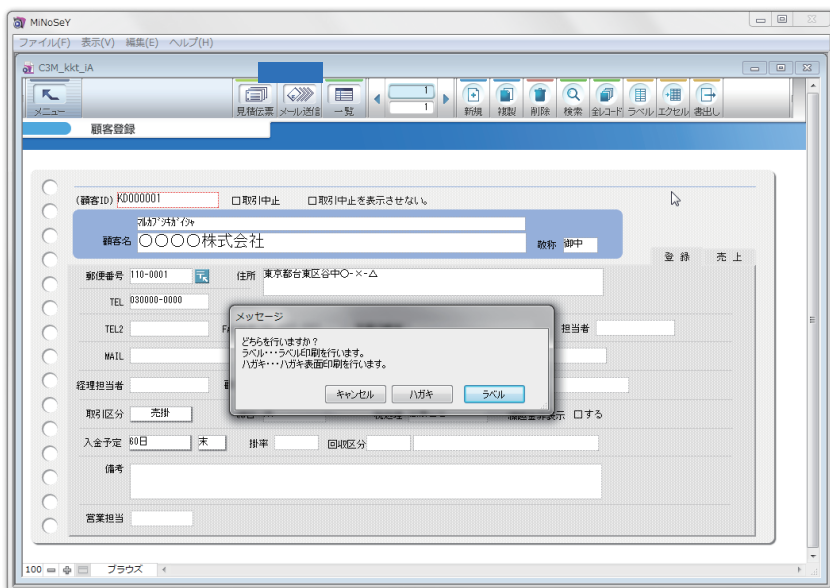 MiNoSeY
ファイル(F) 表示(V) 編集(E) ヘルプ(H)
C3M_kkt_iA
メニュー 見積伝票 メール送信 一覧 1 新規 複製 削除 検索 全レコード ラベル エクセル 書出し
1
顧客登録
(顧客ID) KD000001 取引中止 取引中止を表示させない。
ﾏﾙｶﾌﾞｼｷｶﾞｲｼｬ
顧客名 〇〇〇〇株式会社 敬称 御中
登録 売上
郵便番号 110-0001 住所 東京都台東区谷中〇-×-△
TEL 030000-0000
TEL2 担当者
MAIL
経理担当者
取引区分 売掛 する
入金予定 60日 末 掛率 回収区分
備考
営業担当
メッセージ
どちらを行いますか？
ラベル・・・ラベル印刷を行います。
ハガキ・・・ハガキ表面印刷を行います。
キャンセル ハガキ ラベル
100 ブラウズ